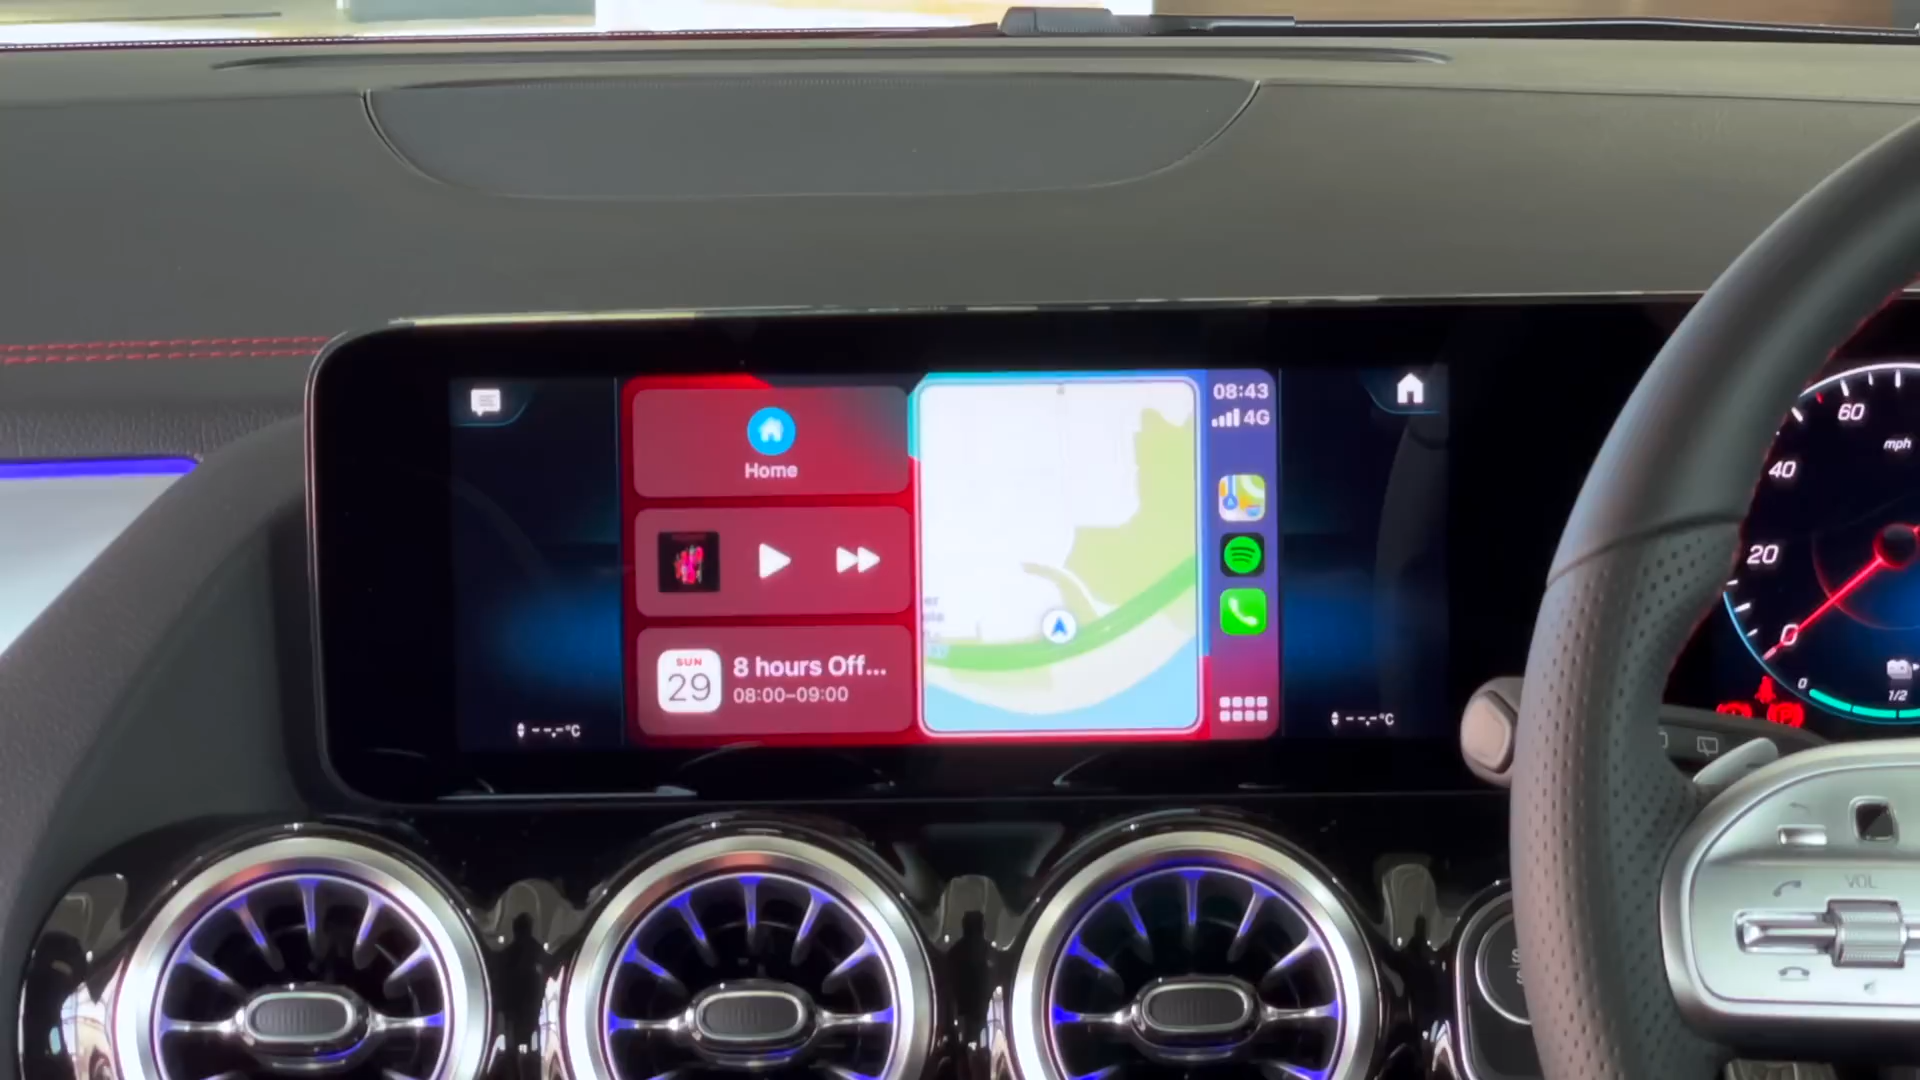 08:43
4G
Home
SUN
29
8 hours Off...
08:00–09:00
--.-°C
--.-°C
60
mph
40
20
0
0
1/2
VOL